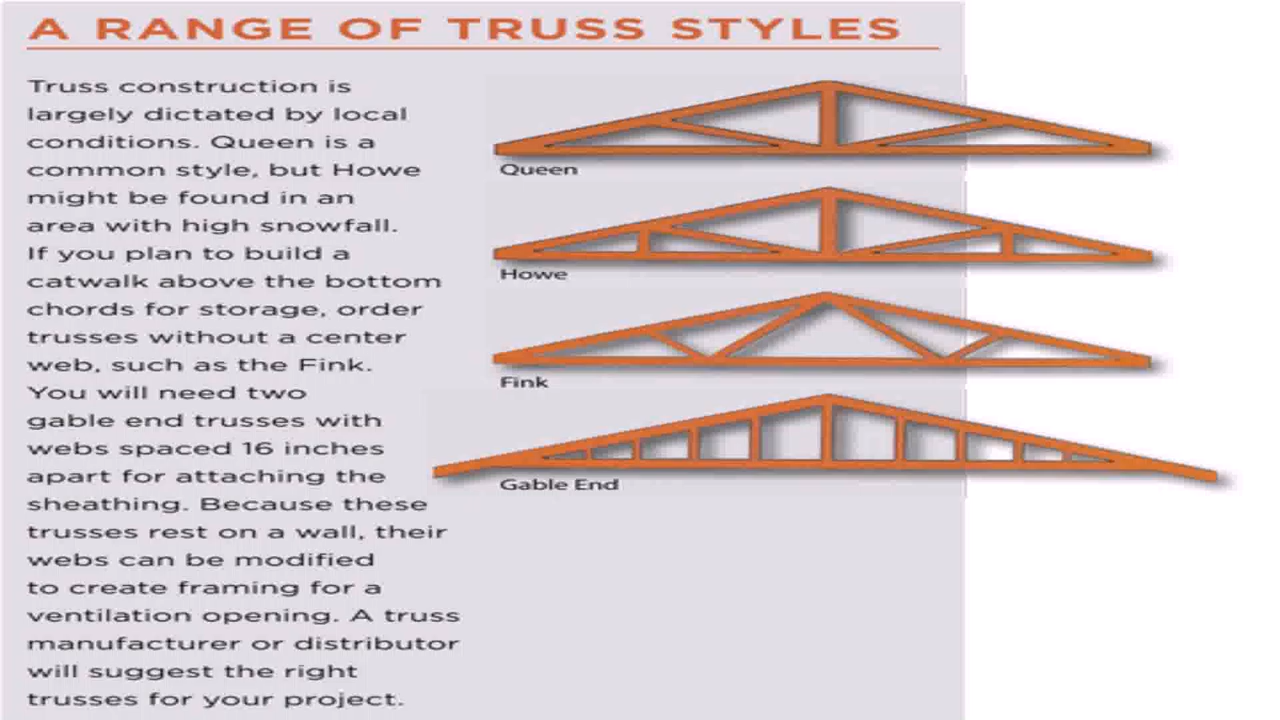 A RANGE OF TRUSS STYLES
Truss construction is
largely dictated by local
conditions. Queen is a
common style, but Howe
might be found in an
area with high snowfall.
If you plan to build a
catwalk above the bottom
chords for storage, order
trusses without a center
web, such as the Fink.
You will need two
gable end trusses with
webs spaced 16 inches
apart for attaching the
sheathing. Because these
trusses rest on a wall, their
webs can be modified
to create framing for a
ventilation opening. A truss
manufacturer or distributor
will suggest the right
trusses for your project.
Queen
Howe
Fink
Gable End